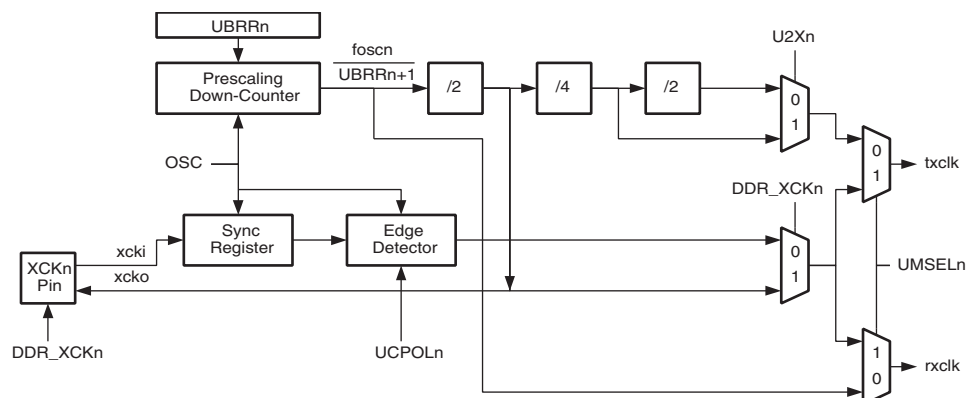 UBRRn
foscn
U2Xn
Prescaling
Down-Counter
UBRRn+1
/2
/4
/2
0
1
OSC
0
1
txclk
DDR_XCKn
Sync
Register
Edge
Detector
xcki
0
1
XCKn
Pin
xcko
UMSELn
DDR_XCKn
UCPOLn
1
0
rxclk